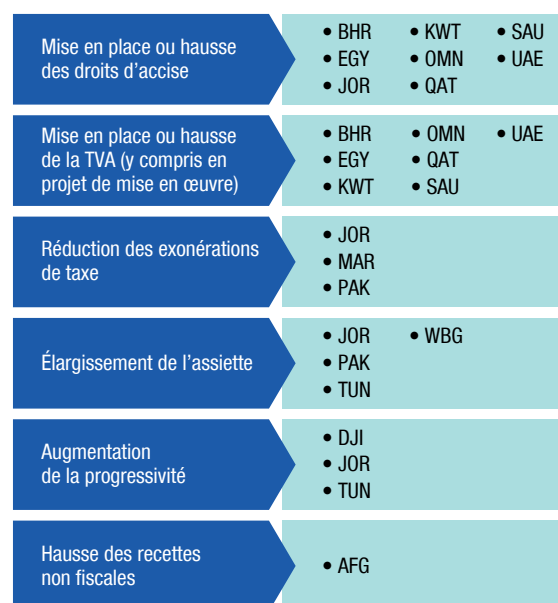 Mise en place ou hausse
des droits d'accise
• BHR • KWT • SAU
• EGY • OMN • UAE
• JOR • QAT
Mise en place ou hausse
de la TVA (y compris en
projet de mise en œuvre)
• BHR • OMN • UAE
• EGY • QAT
• KWT • SAU
Réduction des exonérations
de taxe
• JOR
• MAR
• PAK
Élargissement de l'assiette
• JOR • WBG
• PAK
• TUN
Augmentation
de la progressivité
• DJI
• JOR
• TUN
Hausse des recettes
non fiscales
• AFG